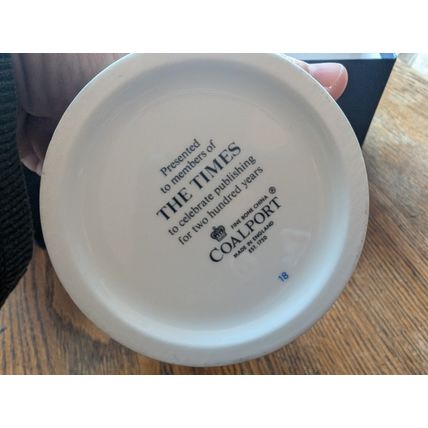 Presented
to members of
THE TIMES
to celebrate publishing
for two hundred years
FINE BONE CHINA ®
COALPORT
MADE IN ENGLAND
EST. 1750
18